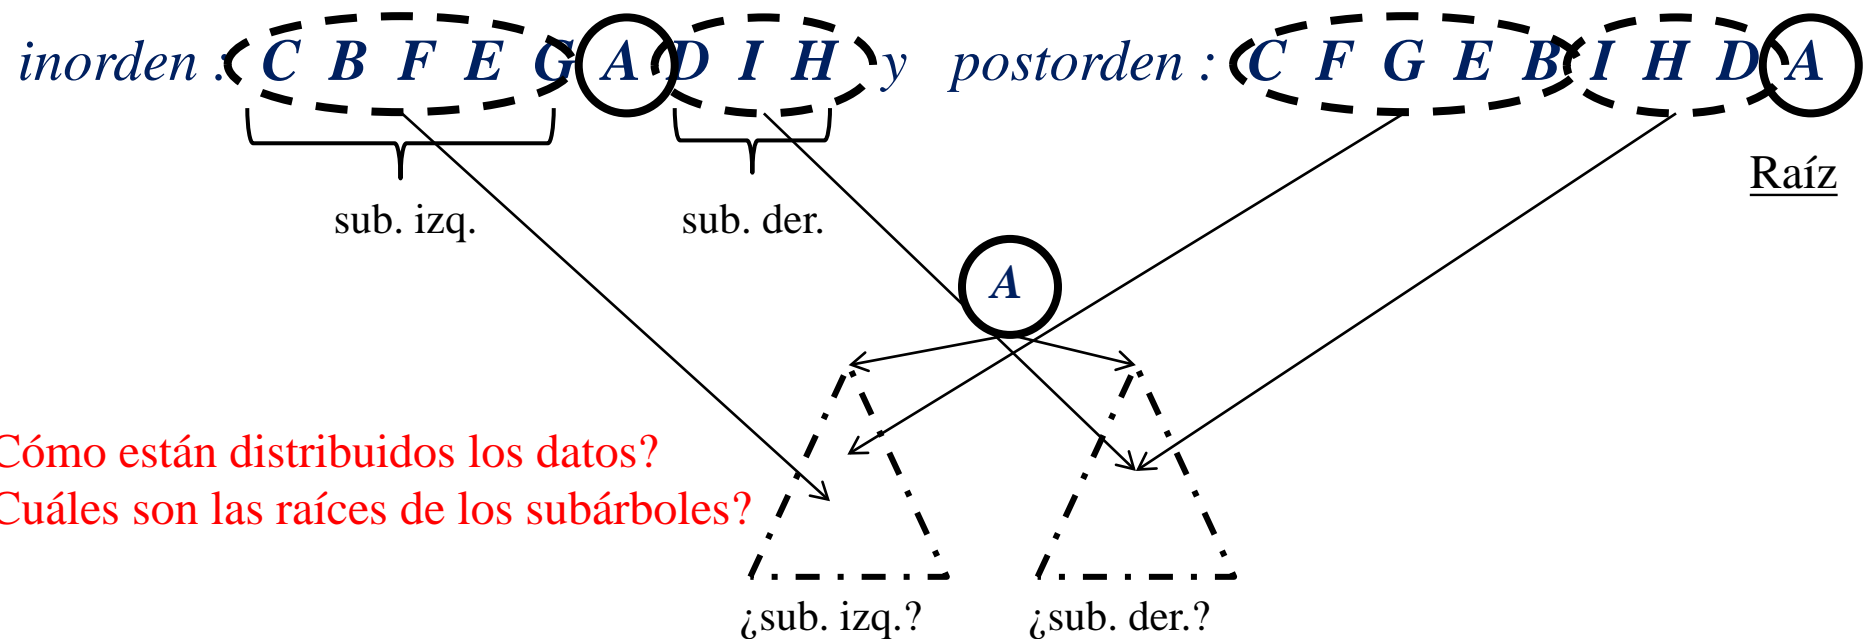 inorden : C B F E G A D I H y postorden : C F G E B I H D A
Raíz
sub. izq. sub. der.
A
Cómo están distribuidos los datos?
Cuáles son las raíces de los subárboles?
¿sub. izq.? ¿sub. der.?